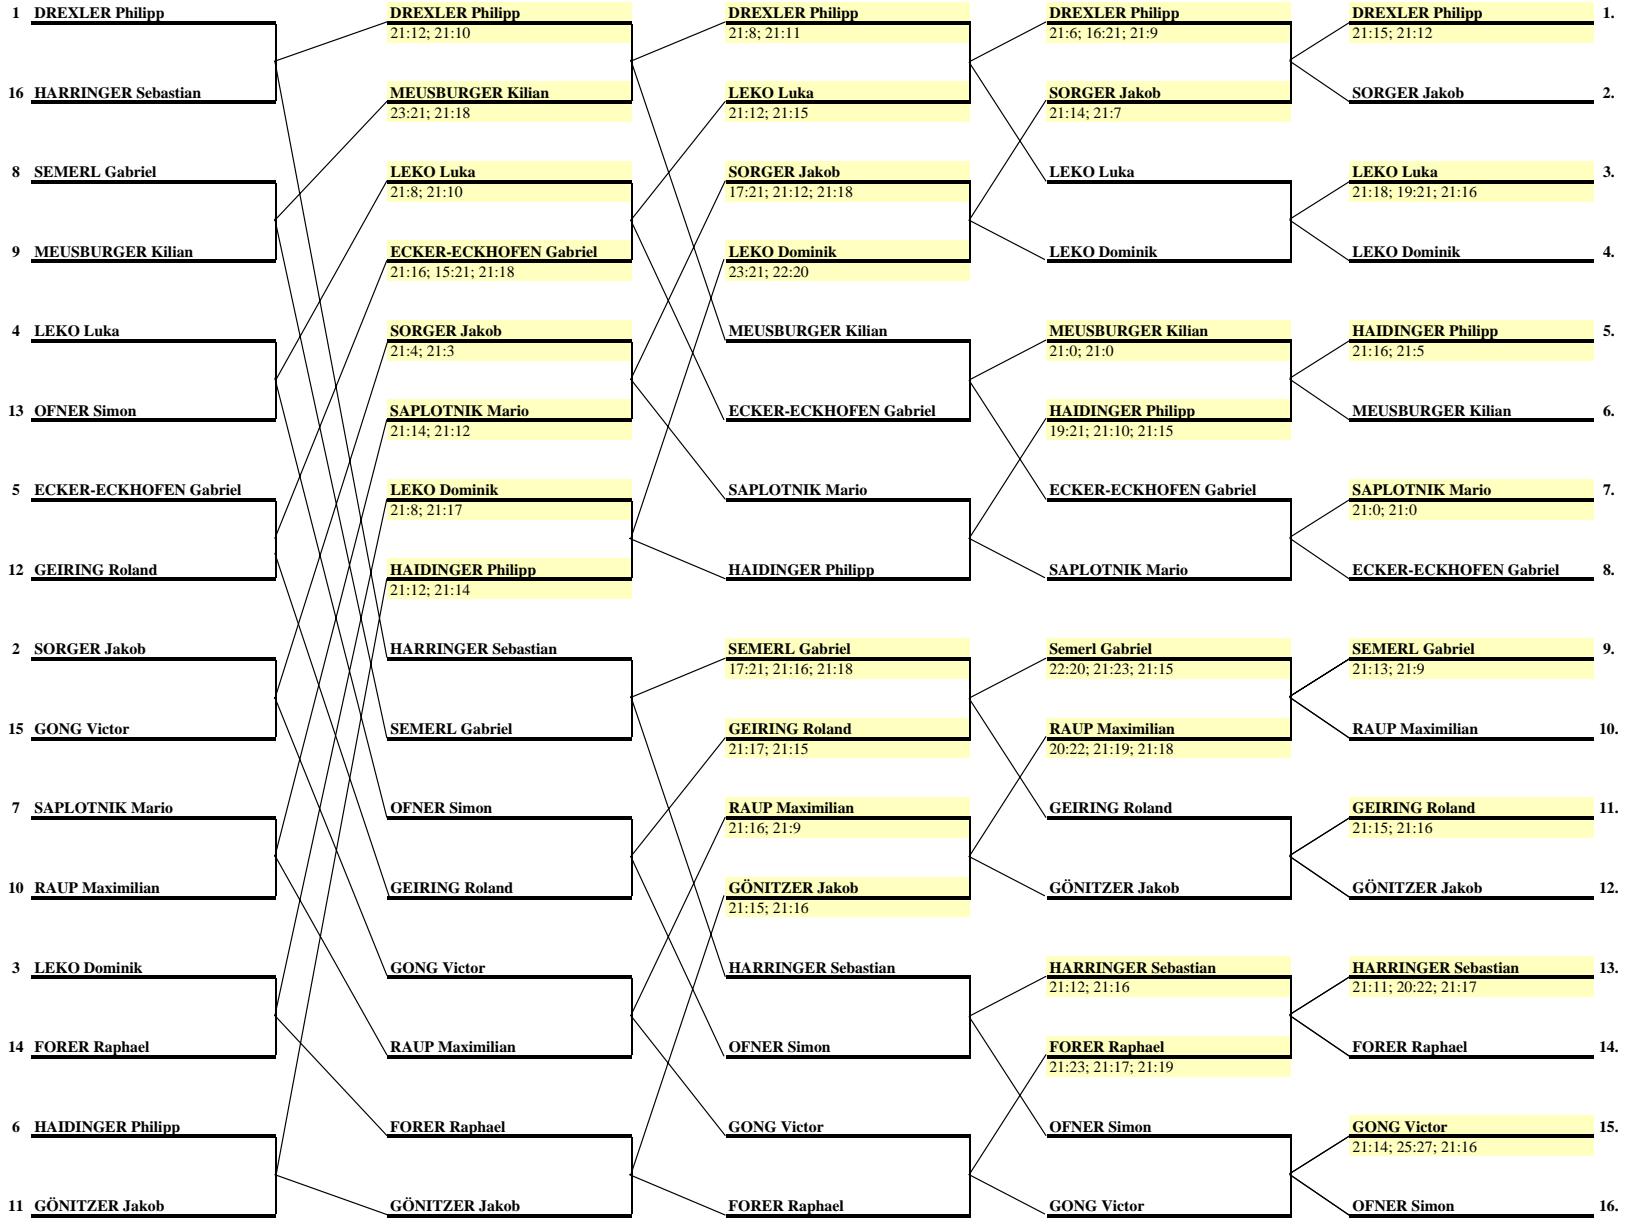 1 DREXLER Philipp DREXLER Philipp DREXLER Philipp DREXLER Philipp DREXLER Philipp 1.
21:12; 21:10 21:8; 21:11 21:6; 16:21; 21:9 21:15; 21:12
16 HARRINGER Sebastian MEUSBURGER Kilian LEKO Luka SORGER Jakob SORGER Jakob 2.
23:21; 21:18 21:12; 21:15 21:14; 21:7
8 SEMERL Gabriel LEKO Luka SORGER Jakob LEKO Luka LEKO Luka 3.
21:8; 21:10 17:21; 21:12; 21:18 21:18; 19:21; 21:16
9 MEUSBURGER Kilian ECKER-ECKHOFEN Gabriel LEKO Dominik LEKO Dominik LEKO Dominik 4.
21:16; 15:21; 21:18 23:21; 22:20
4 LEKO Luka SORGER Jakob MEUSBURGER Kilian MEUSBURGER Kilian HAIDINGER Philipp 5.
21:4; 21:3 21:0; 21:0 21:16; 21:5
13 OFNER Simon SAPLOTNIK Mario ECKER-ECKHOFEN Gabriel HAIDINGER Philipp MEUSBURGER Kilian 6.
21:14; 21:12 19:21; 21:10; 21:15
5 ECKER-ECKHOFEN Gabriel LEKO Dominik SAPLOTNIK Mario ECKER-ECKHOFEN Gabriel SAPLOTNIK Mario 7.
21:8; 21:17 21:0; 21:0
12 GEIRING Roland HAIDINGER Philipp HAIDINGER Philipp SAPLOTNIK Mario ECKER-ECKHOFEN Gabriel 8.
21:12; 21:14
2 SORGER Jakob HARRINGER Sebastian SEMERL Gabriel Semerl Gabriel SEMERL Gabriel 9.
17:21; 21:16; 21:18 22:20; 21:23; 21:15 21:13; 21:9
15 GONG Victor SEMERL Gabriel GEIRING Roland RAUP Maximilian RAUP Maximilian 10.
21:17; 21:15 20:22; 21:19; 21:18
7 SAPLOTNIK Mario OFNER Simon RAUP Maximilian GEIRING Roland GEIRING Roland 11.
21:16; 21:9 21:15; 21:16
10 RAUP Maximilian GEIRING Roland GÖNITZER Jakob GÖNITZER Jakob GÖNITZER Jakob 12.
21:15; 21:16
3 LEKO Dominik GONG Victor HARRINGER Sebastian HARRINGER Sebastian HARRINGER Sebastian 13.
21:12; 21:16 21:11; 20:22; 21:17
14 FORER Raphael RAUP Maximilian OFNER Simon FORER Raphael FORER Raphael 14.
21:23; 21:17; 21:19
6 HAIDINGER Philipp FORER Raphael GONG Victor OFNER Simon GONG Victor 15.
21:14; 25:27; 21:16
11 GÖNITZER Jakob GÖNITZER Jakob FORER Raphael GONG Victor OFNER Simon 16.